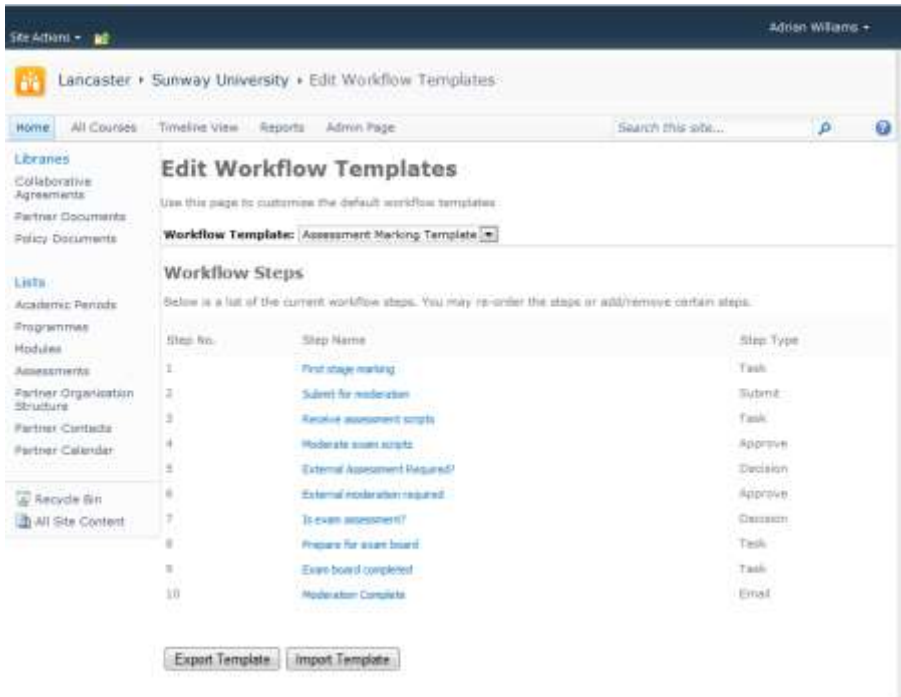 Site Actions
Adrian Williams
Lancaster ▸ Sunway University ▸ Edit Workflow Templates
Home All Courses Timeline View Reports Admin Page Search this site...
Libraries
Collaborative
Agreements
Partner Documents
Policy Documents
Lists
Academic Periods
Programmes
Modules
Assessments
Partner Organisation
Structure
Partner Contacts
Partner Calendar
Recycle Bin
All Site Content
Edit Workflow Templates
Use this page to customise the default workflow templates
Workflow Template: Assessment Marking Template
Workflow Steps
Below is a list of the current workflow steps. You may re-order the steps or add/remove certain steps.
Step No. Step Name Step Type
1 First stage marking Task
2 Submit for moderation Submit
3 Receive assessment scripts Task
4 Moderate exam scripts Approve
5 External Assessment Required? Decision
6 External moderation required Approve
7 Is exam assessment? Decision
8 Prepare for exam board Task
9 Exam board completed Task
10 Moderation Complete Email
Export Template Import Template